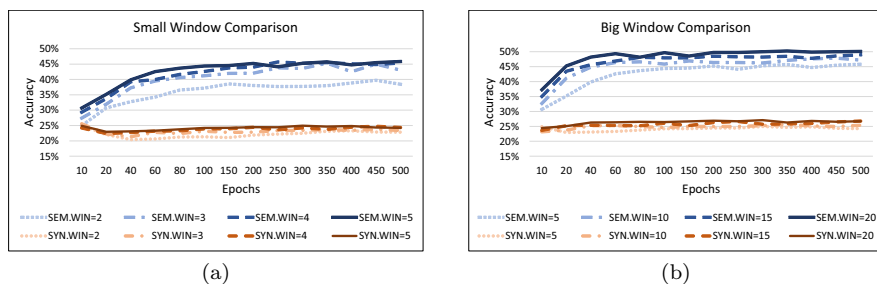 Small Window Comparison
50%
45%
40%
35%
30%
25%
20%
15%
Accuracy
10 20 40 60 80 100 150 200 250 300 350 400 450 500
Epochs
SEM.WIN=2 SEM.WIN=3 SEM.WIN=4 SEM.WIN=5
SYN.WIN=2 SYN.WIN=3 SYN.WIN=4 SYN.WIN=5
(a)
Big Window Comparison
50%
45%
40%
35%
30%
25%
20%
15%
Accuracy
10 20 40 60 80 100 150 200 250 300 350 400 450 500
Epochs
SEM.WIN=5 SEM.WIN=10 SEM.WIN=15 SEM.WIN=20
SYN.WIN=5 SYN.WIN=10 SYN.WIN=15 SYN.WIN=20
(b)